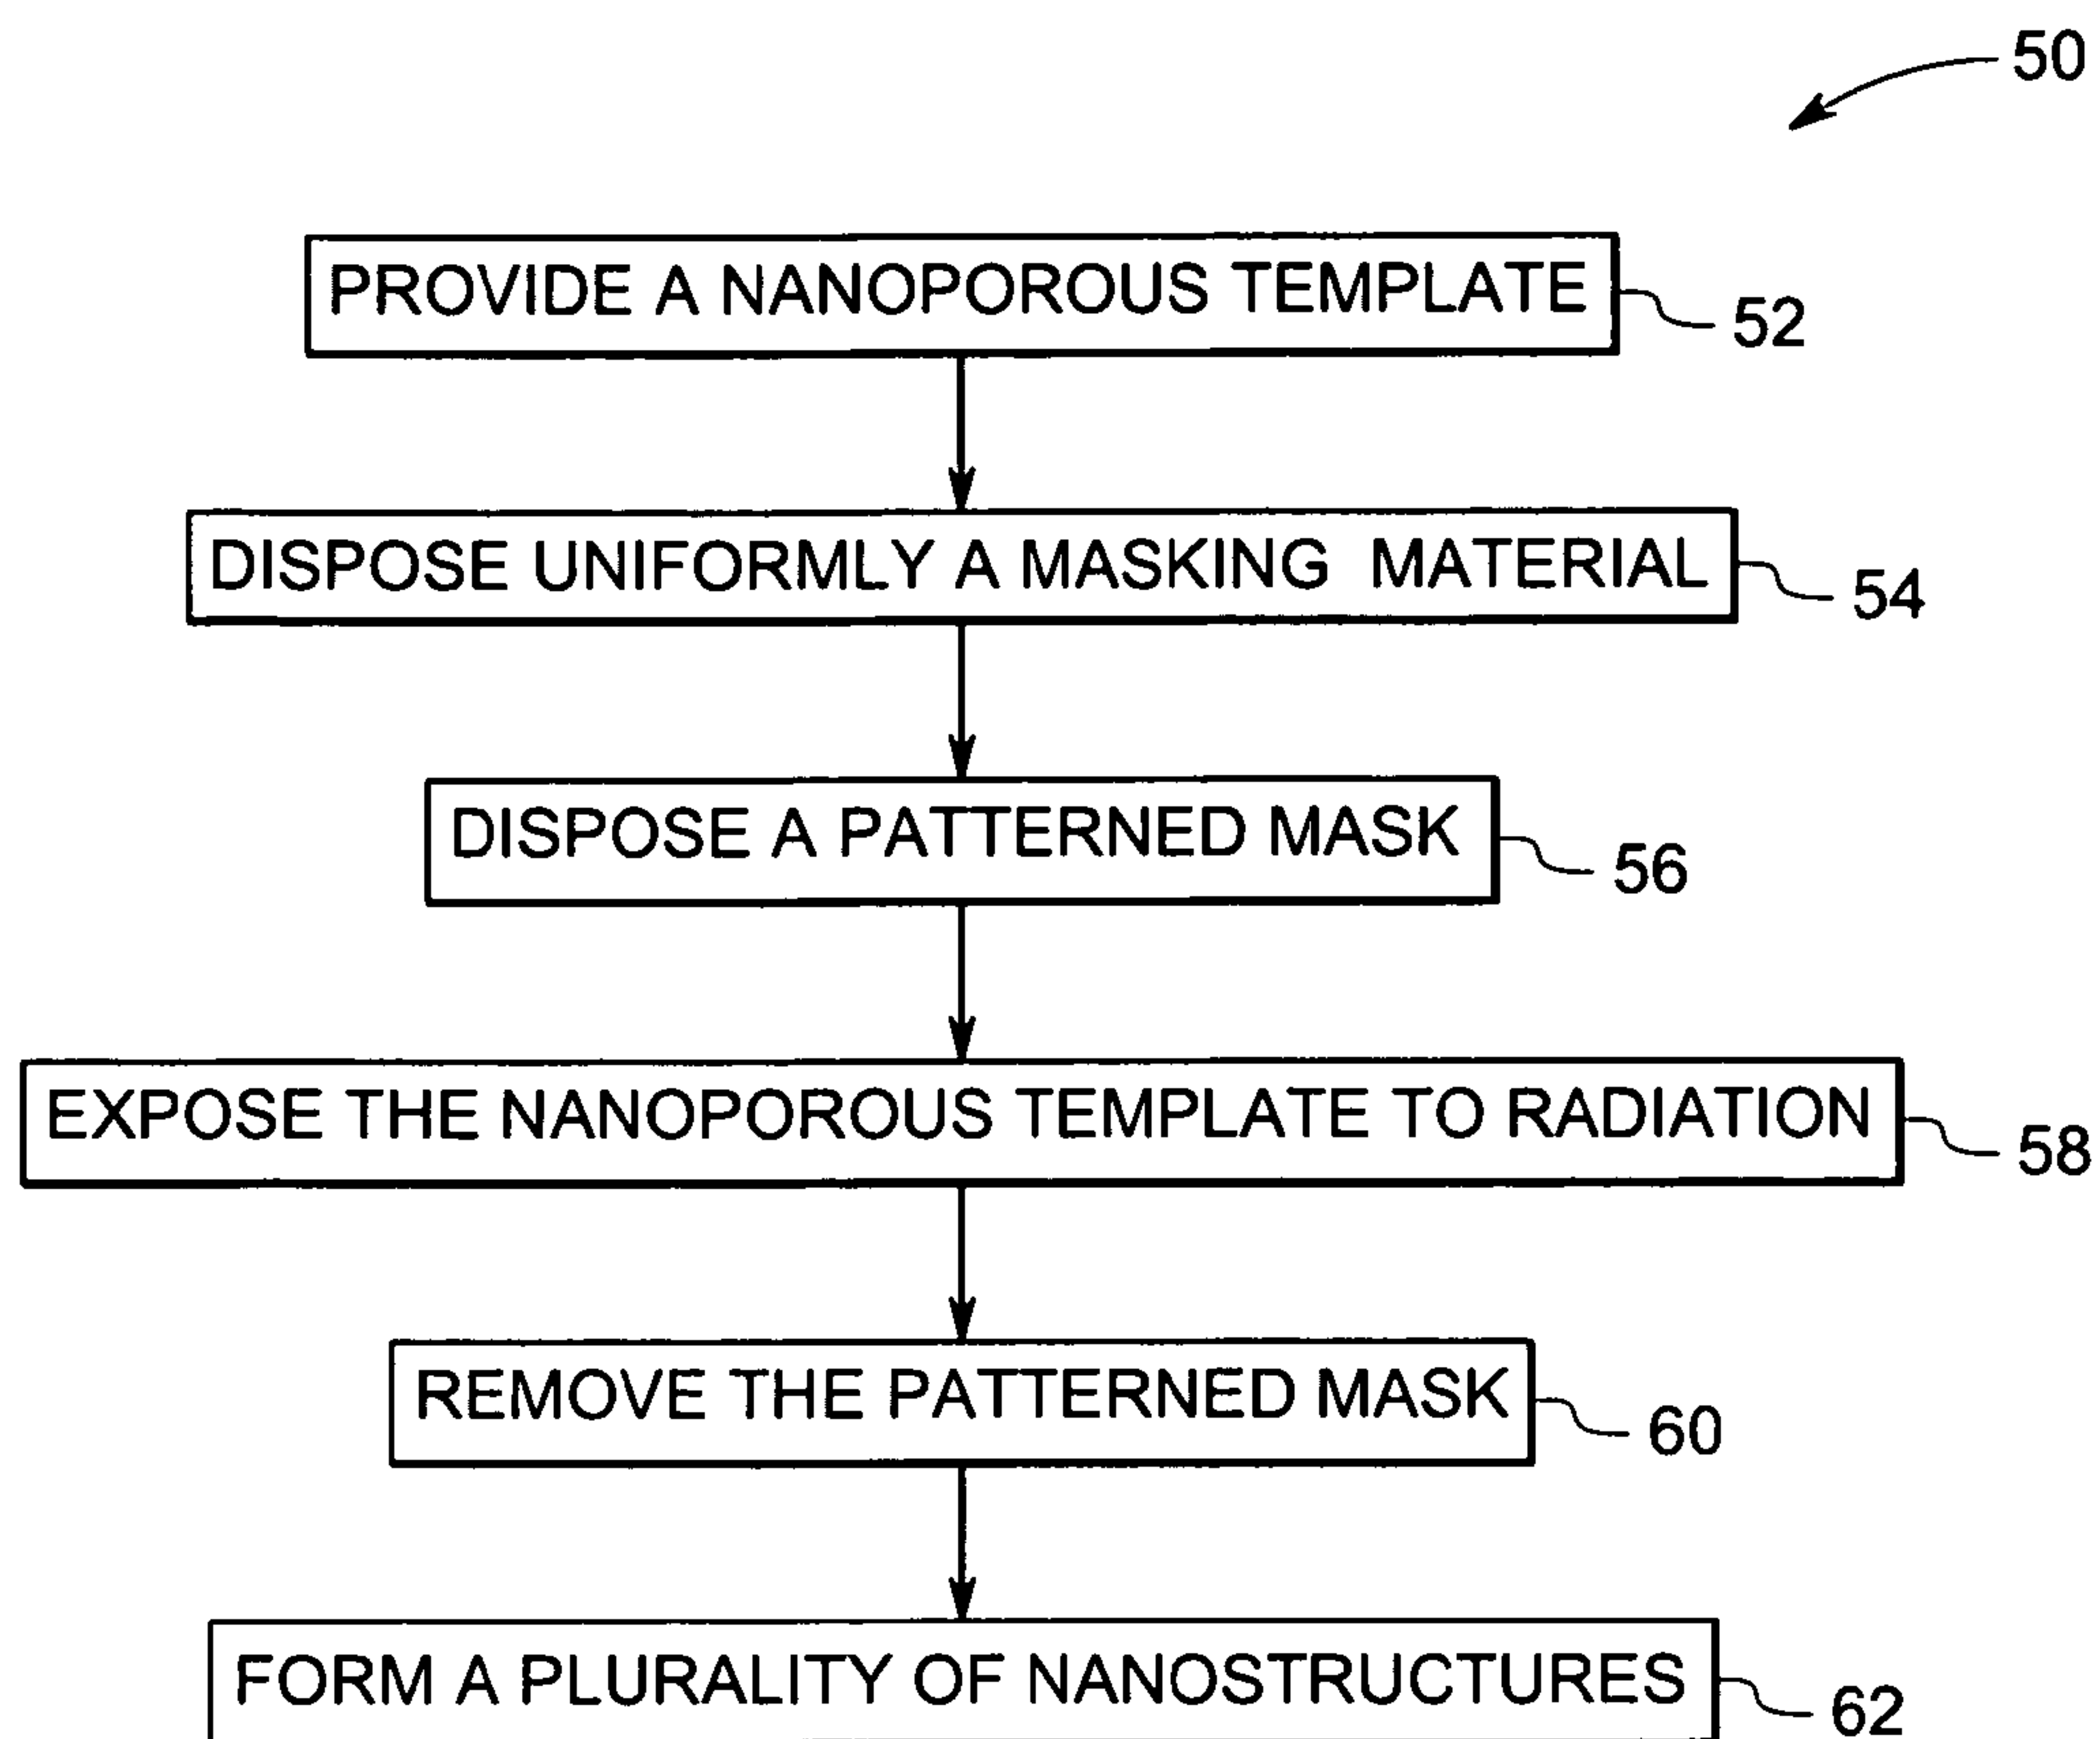 50
PROVIDE A NANOPOROUS TEMPLATE
52
DISPOSE UNIFORMLY A MASKING MATERIAL
54
DISPOSE A PATTERNED MASK
56
EXPOSE THE NANOPOROUS TEMPLATE TO RADIATION
58
REMOVE THE PATTERNED MASK
60
FORM A PLURALITY OF NANOSTRUCTURES
62